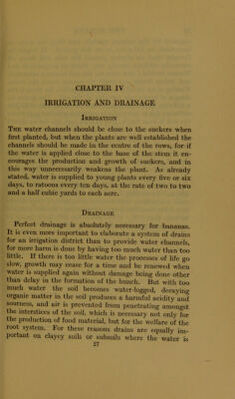 CHAPTER IV
IRRIGATION AND DRAINAGE
Irrigation
The water channels should be close to the suckers when
first planted, but when the plants are well established the
channels should be made in the centre of the rows, for if
the water is applied close to the base of the stem it en-
courages the production and growth of suckers, and in
this way unnecessarily weakens the plant. As already
stated, water is supplied to young plants every five or six
days, to ratoons every ten days, at the rate of two to two
and a half cubic yards to each acre.
Drainage
Perfect drainage is absolutely necessary for bananas.
It is even more important to elaborate a system of drains
for an irrigation district than to provide water channels,
for more harm is done by having too much water than too
little. If there is too little water the processes of life go
slow, growth may cease for a time and be renewed when
water is supplied again without damage being done other
than delay in the formation of the bunch. But with too
much water the soil becomes water-logged, decaying
organic matter in the soil produces a harmful acidity and
sourness, and air is prevented from penetrating amongst
the interstices of the soil, which is necessary not only for
the production of food material, but for the welfare of the
root system. For these reasons drains are equally im-
portant on clayey soils or subsoils where the water is
27